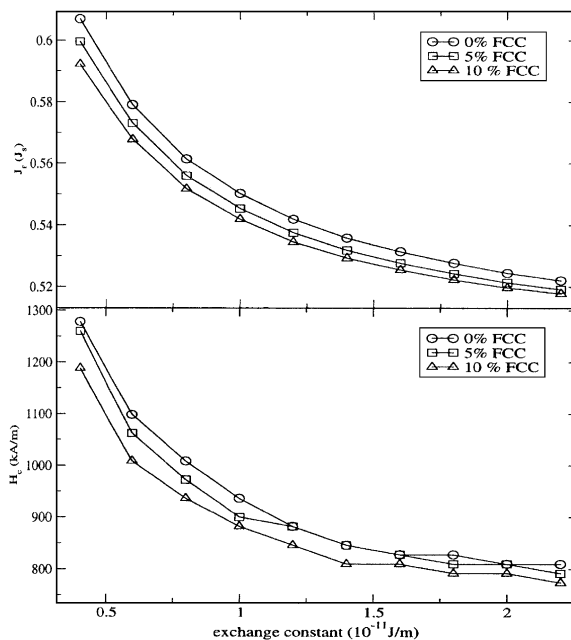 0.6
0.58
0.56
0.54
0.52
J_r (J_s)
0% FCC
5% FCC
10 % FCC
1300
1200
1100
1000
900
800
H_c (kA/m)
0% FCC
5% FCC
10 % FCC
0.5
1
1.5
2
exchange constant (10^-11 J/m)